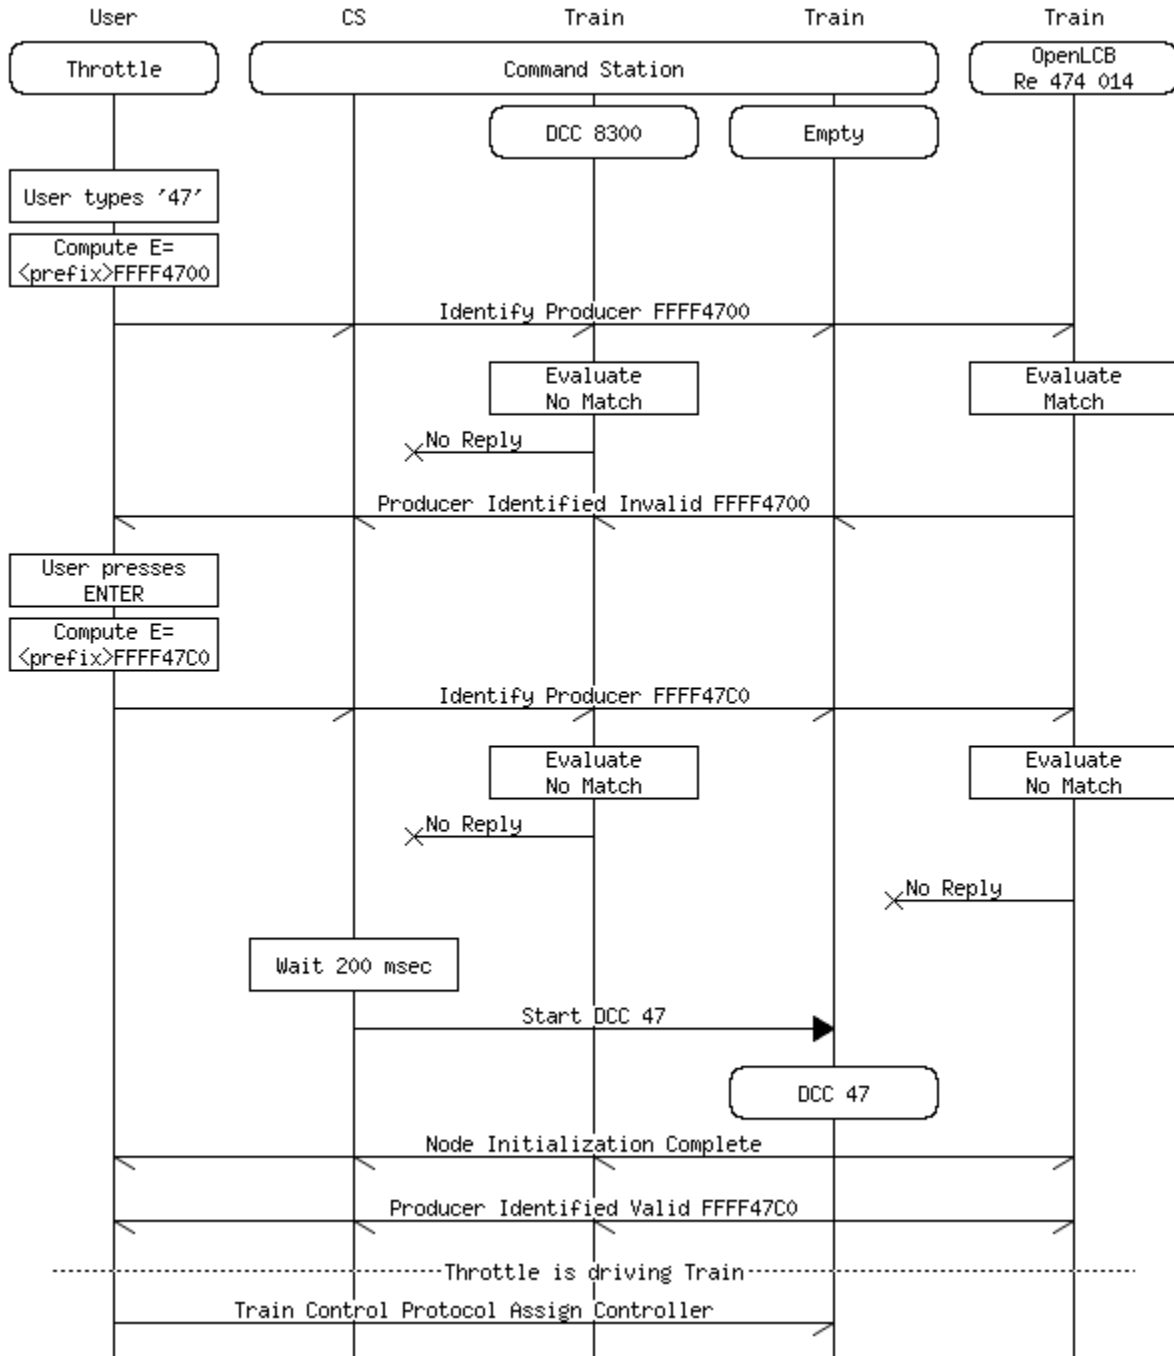 User CS Train Train Train
Throttle Command Station OpenLCB
Re 474 014
DCC 8300 Empty
User types '47'
Compute E=
<prefix>FFFF4700
Identify Producer FFFF4700
Evaluate
No Match
Evaluate
Match
No Reply
Producer Identified Invalid FFFF4700
User presses
ENTER
Compute E=
<prefix>FFFF47C0
Identify Producer FFFF47C0
Evaluate
No Match
Evaluate
No Match
No Reply
No Reply
Wait 200 msec
Start DCC 47
DCC 47
Node Initialization Complete
Producer Identified Valid FFFF47C0
Throttle is driving Train
Train Control Protocol Assign Controller